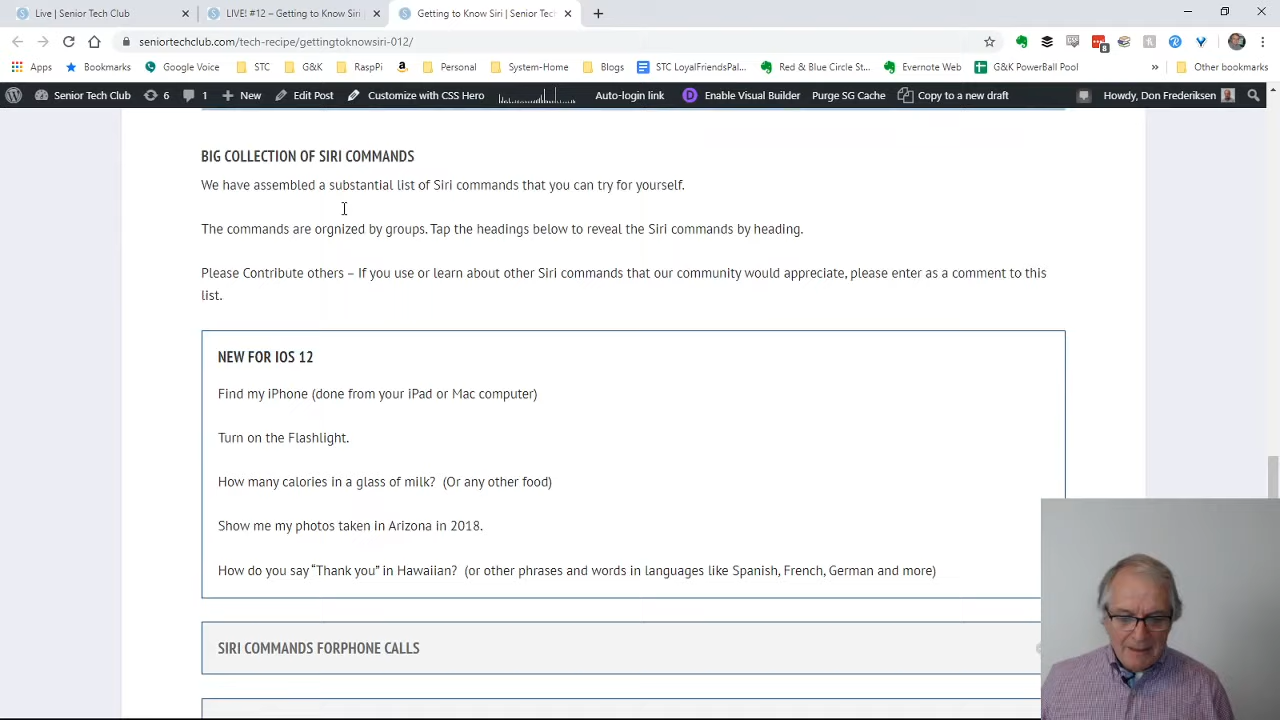 Live | Senior Tech Club
LIVE! #12 – Getting to Know Siri
Getting to Know Siri | Senior Tech
seniortechclub.com/tech-recipe/gettingtoknowsiri-012/
8
Apps Bookmarks Google Voice STC G&K RaspPi Personal System-Home Blogs STC LoyalFriendsPal... Red & Blue Circle St... Evernote Web G&K PowerBall Pool » Other bookmarks
Senior Tech Club 6 1 New Edit Post Customize with CSS Hero Auto-login link Enable Visual Builder Purge SG Cache Copy to a new draft Howdy, Don Frederiksen
BIG COLLECTION OF SIRI COMMANDS
We have assembled a substantial list of Siri commands that you can try for yourself.
The commands are orgnized by groups. Tap the headings below to reveal the Siri commands by heading.
Please Contribute others – If you use or learn about other Siri commands that our community would appreciate, please enter as a comment to this
list.
NEW FOR IOS 12
Find my iPhone (done from your iPad or Mac computer)
Turn on the Flashlight.
How many calories in a glass of milk? (Or any other food)
Show me my photos taken in Arizona in 2018.
How do you say “Thank you” in Hawaiian? (or other phrases and words in languages like Spanish, French, German and more)
SIRI COMMANDS FORPHONE CALLS